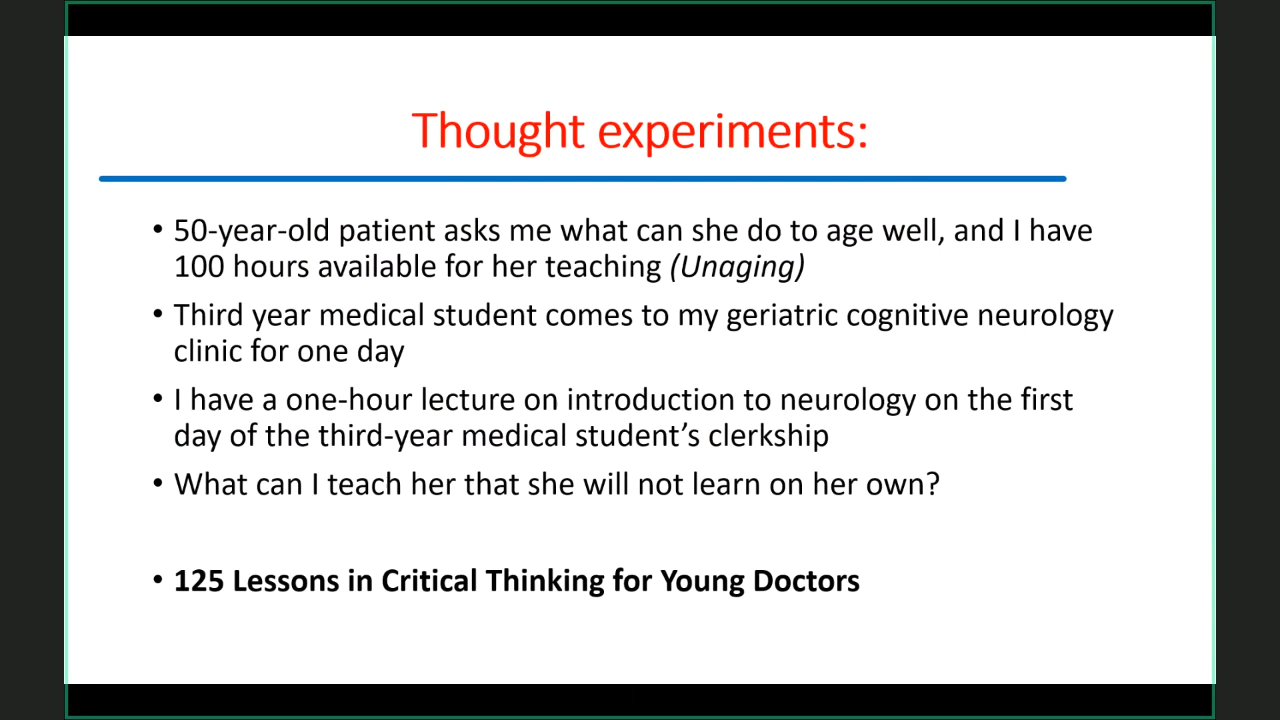 Thought experiments:
• 50-year-old patient asks me what can she do to age well, and I have
100 hours available for her teaching (Unaging)
• Third year medical student comes to my geriatric cognitive neurology
clinic for one day
• I have a one-hour lecture on introduction to neurology on the first
day of the third-year medical student’s clerkship
• What can I teach her that she will not learn on her own?
• 125 Lessons in Critical Thinking for Young Doctors